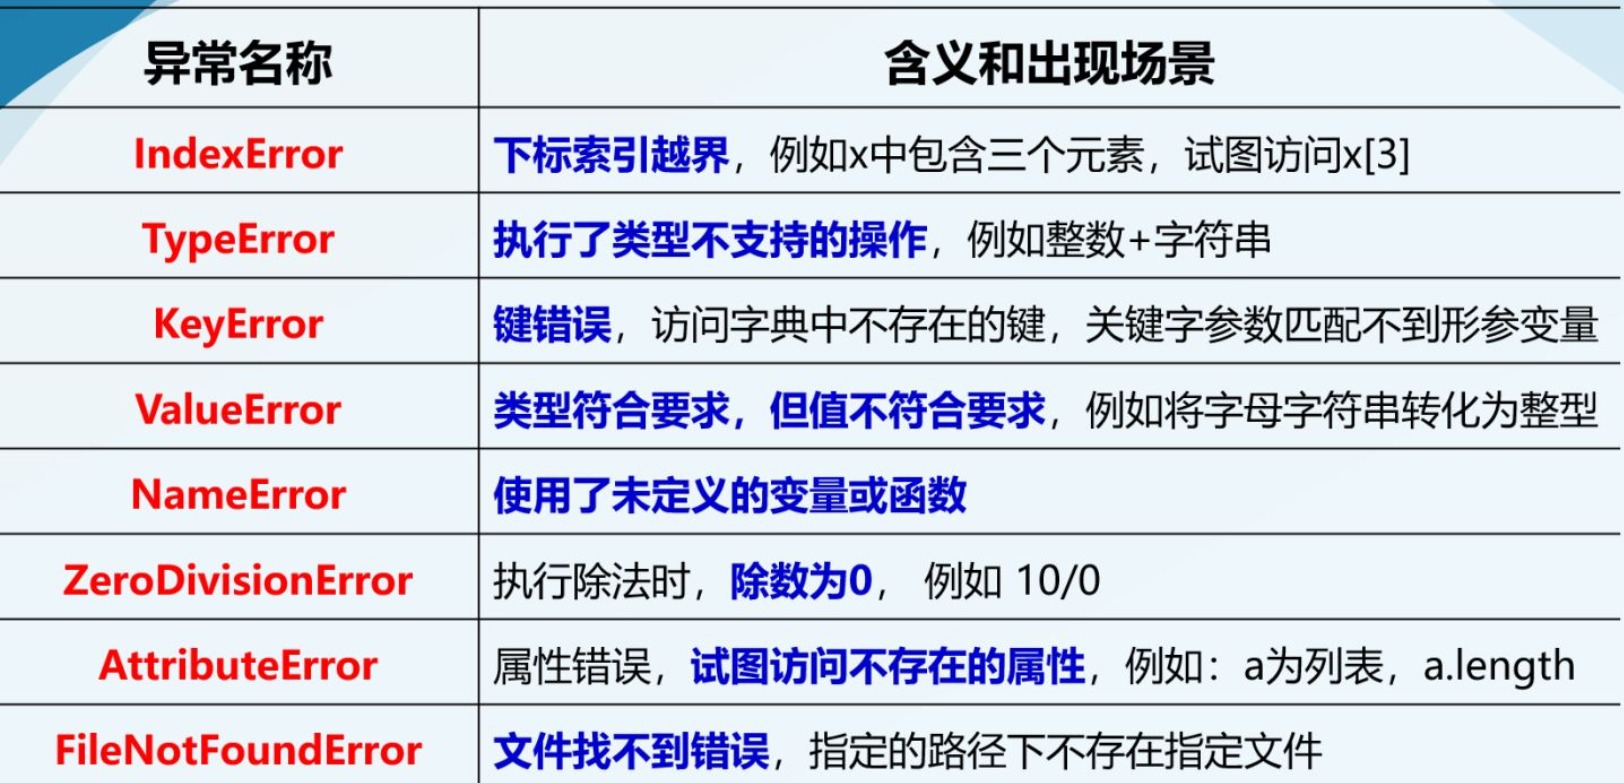 异常名称 含义和出现场景
IndexError 下标索引越界，例如x中包含三个元素，试图访问x[3]
TypeError 执行了类型不支持的操作，例如整数+字符串
KeyError 键错误，访问字典中不存在的键，关键字参数匹配不到形参变量
ValueError 类型符合要求，但值不符合要求，例如将字母字符串转化为整型
NameError 使用了未定义的变量或函数
ZeroDivisionError 执行除法时，除数为0， 例如 10/0
AttributeError 属性错误，试图访问不存在的属性，例如：a为列表，a.length
FileNotFoundError 文件找不到错误，指定的路径下不存在指定文件